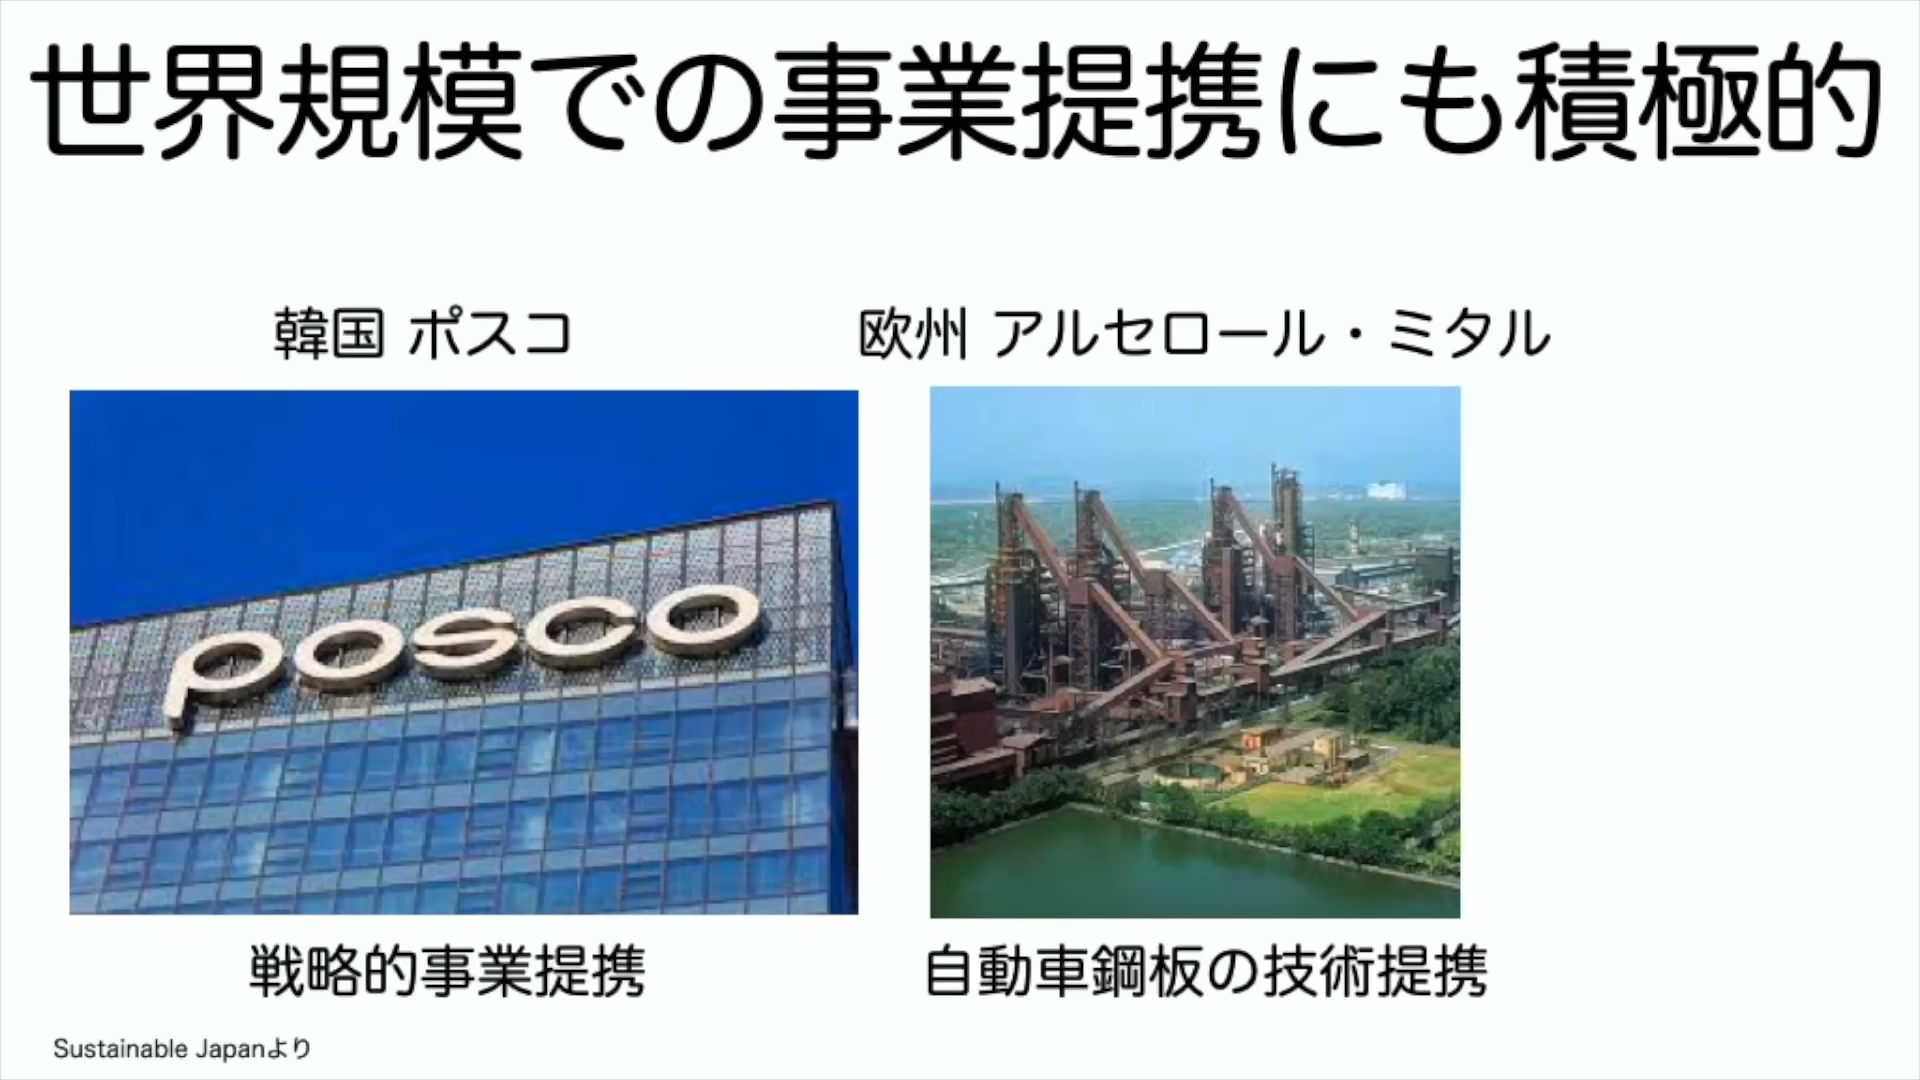 世界規模での事業提携にも積極的
韓国 ポスコ
欧州 アルセロール・ミタル
posco
戦略的事業提携
自動車鋼板の技術提携
Sustainable Japanより